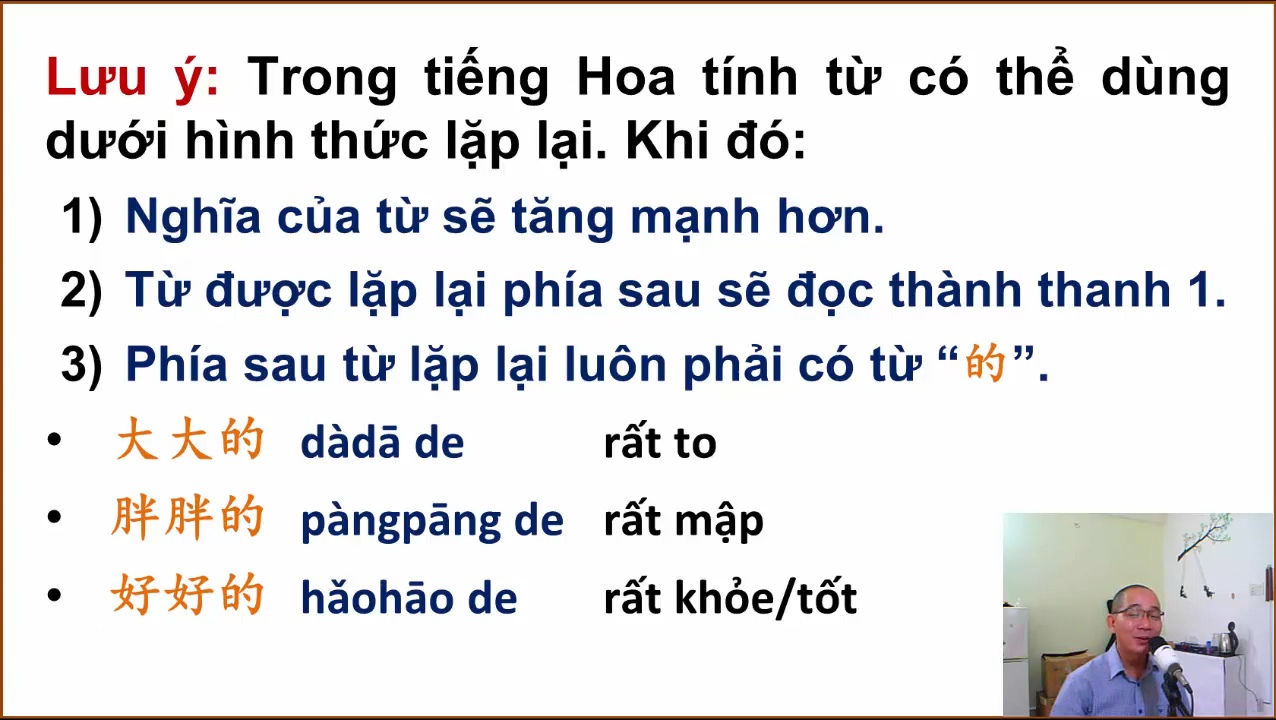 Lưu ý: Trong tiếng Hoa tính từ có thể dùng
dưới hình thức lặp lại. Khi đó:
1) Nghĩa của từ sẽ tăng mạnh hơn.
2) Từ được lặp lại phía sau sẽ đọc thành thanh 1.
3) Phía sau từ lặp lại luôn phải có từ “的”.
• 大大的 dàdā de rất to
• 胖胖的 pàngpāng de rất mập
• 好好的 hǎohāo de rất khỏe/tốt